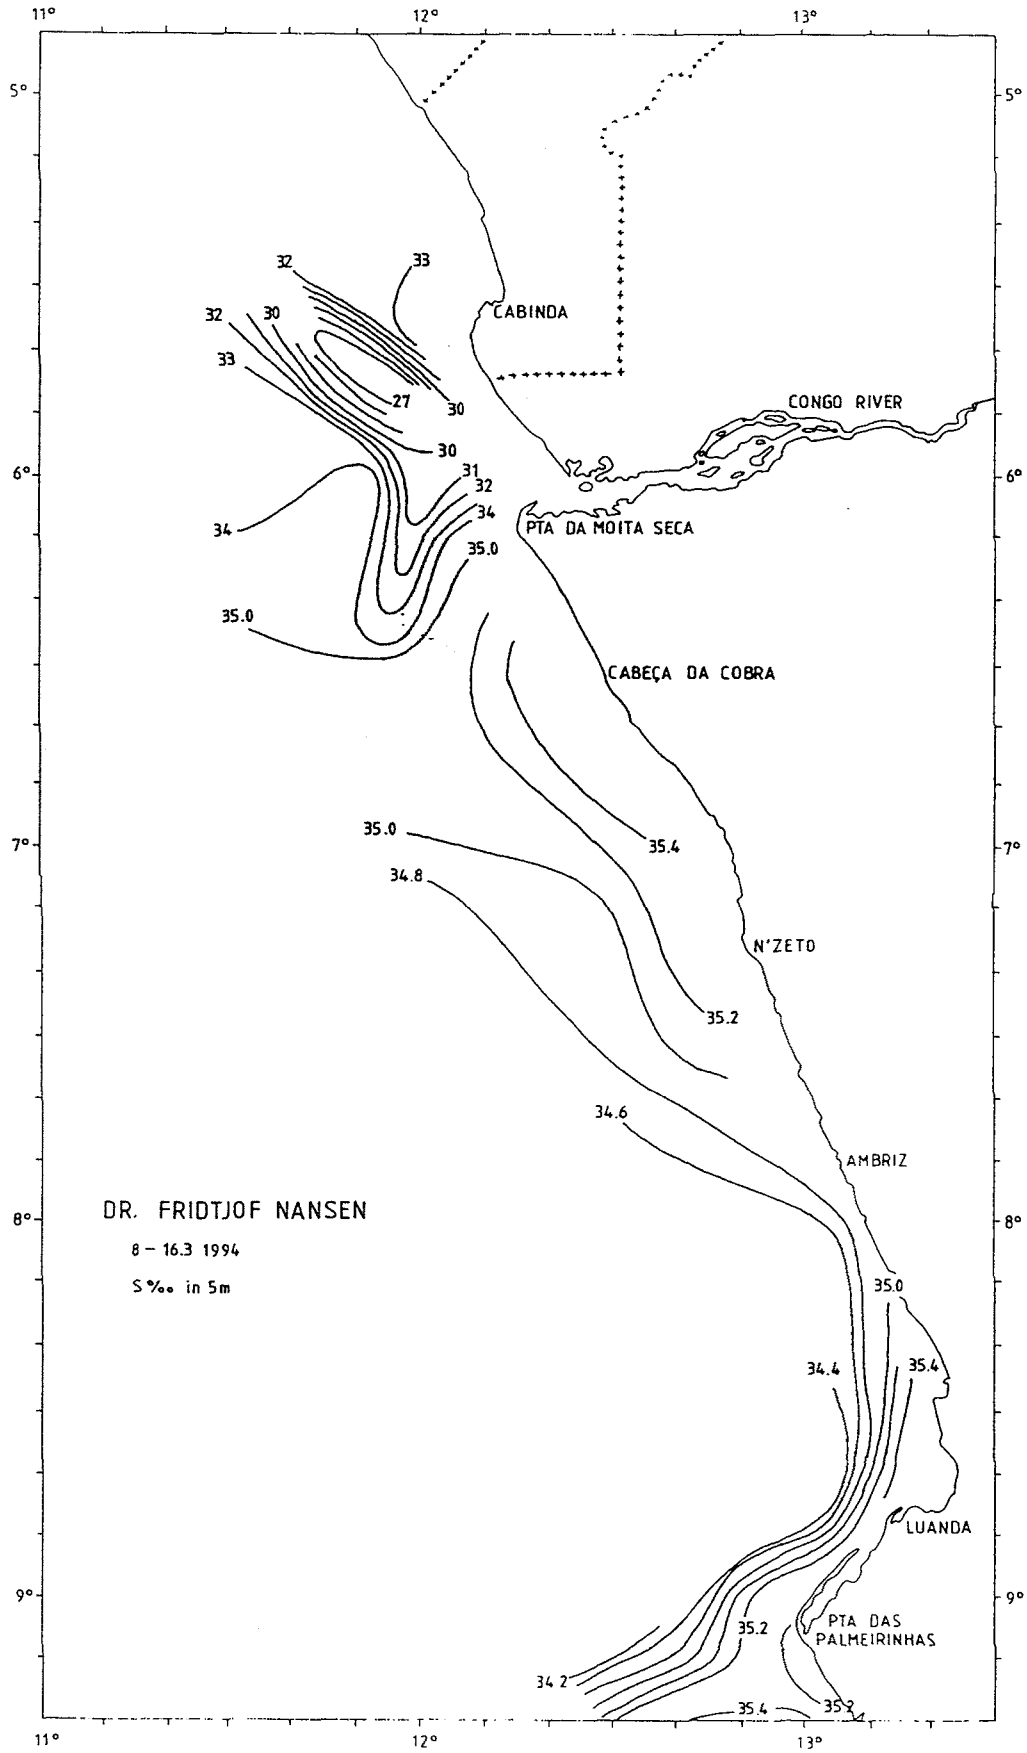 11° 12° 13°
5° 5°
33
32
32 30
CABINDA
33
27
30
CONGO RIVER
30
6° 31 6°
32
34
34
PTA DA MOITA SECA
35.0
35.0
CABEÇA DA COBRA
35.0
7° 35.4 7°
34.8
N'ZETO
35.2
34.6
AMBRIZ
DR. FRIDTJOF NANSEN
8° 8°
8 – 16.3 1994
S‰ in 5m
35.0
34.4 35.4
LUANDA
9° 9°
35.2
PTA DAS
PALMEIRINHAS
34.2
35.4 35.2
11° 12° 13°